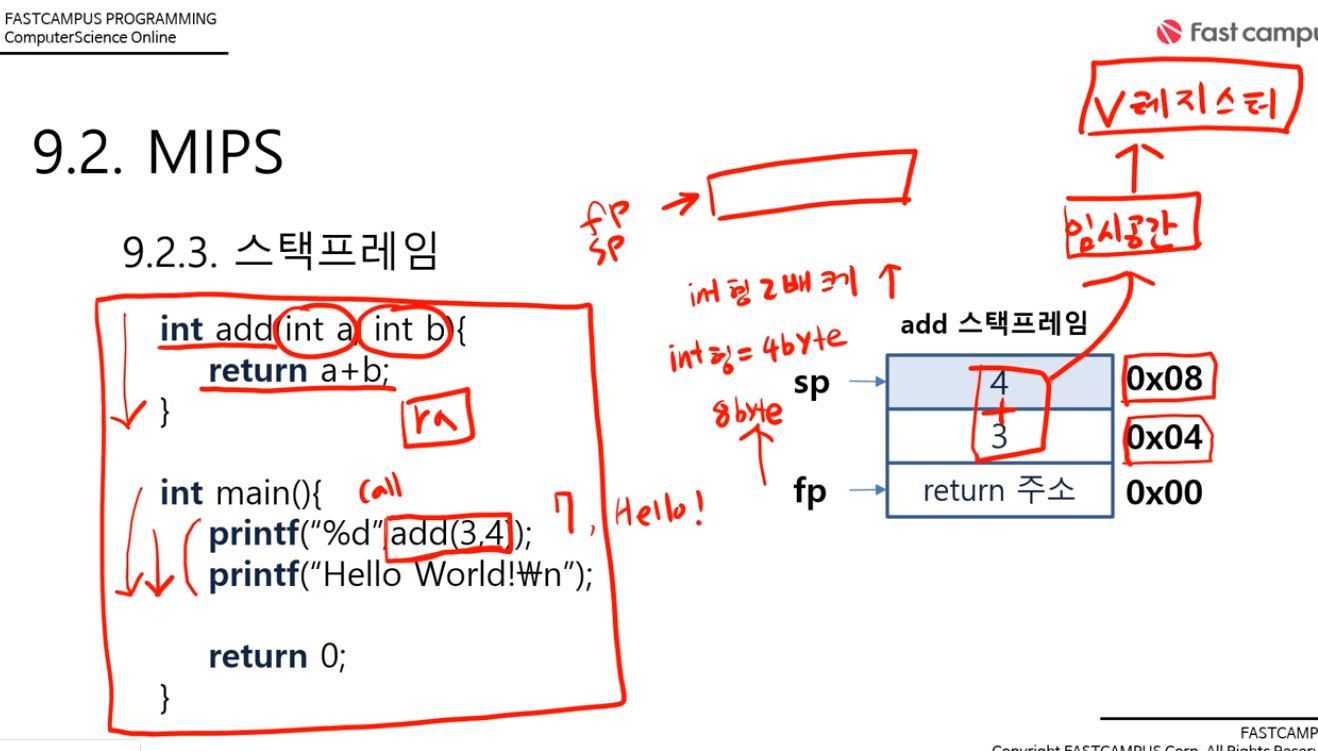 FASTCAMPUS PROGRAMMING
ComputerScience Online
Fast campu
V레지스터
9.2. MIPS
fp
sp
임시공간
9.2.3. 스택프레임
int형 2배 크기 ↑
int add(int a, int b){
add 스택프레임
int형 = 4byte
return a+b;
sp
4
0x08
}
ra
8byte
+
3
0x04
int main(){
call
fp
return 주소
0x00
printf("%d",add(3,4));
7, Hello!
printf("Hello World!₩n");
return 0;
}
FASTCAMP
Copyright FASTCAMPUS Corp. All Rights Reser